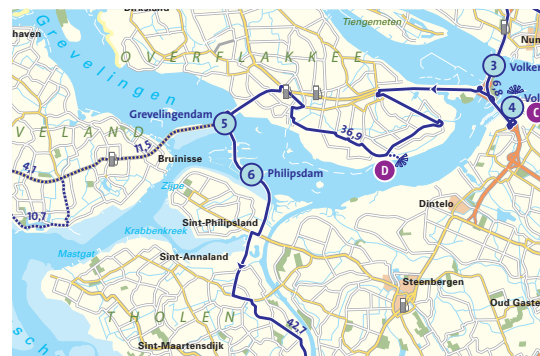 Dirksland
Tiengemeten
haven
Grevelingen
OVERFLAKKEE
Num
3
Volker
6,8
Vol
4
C
Grevelingendam
5
36,9
VELAND
11,5
Bruinisse
D
4,1
Zijpe
6
Philipsdam
10,7
Dintelo
Sint-Philipsland
Krabbenkreek
Mastgat
Sint-Annaland
Steenbergen
Oud Gaste
THOLEN
42,7
sch
Sint-Maartensdijk